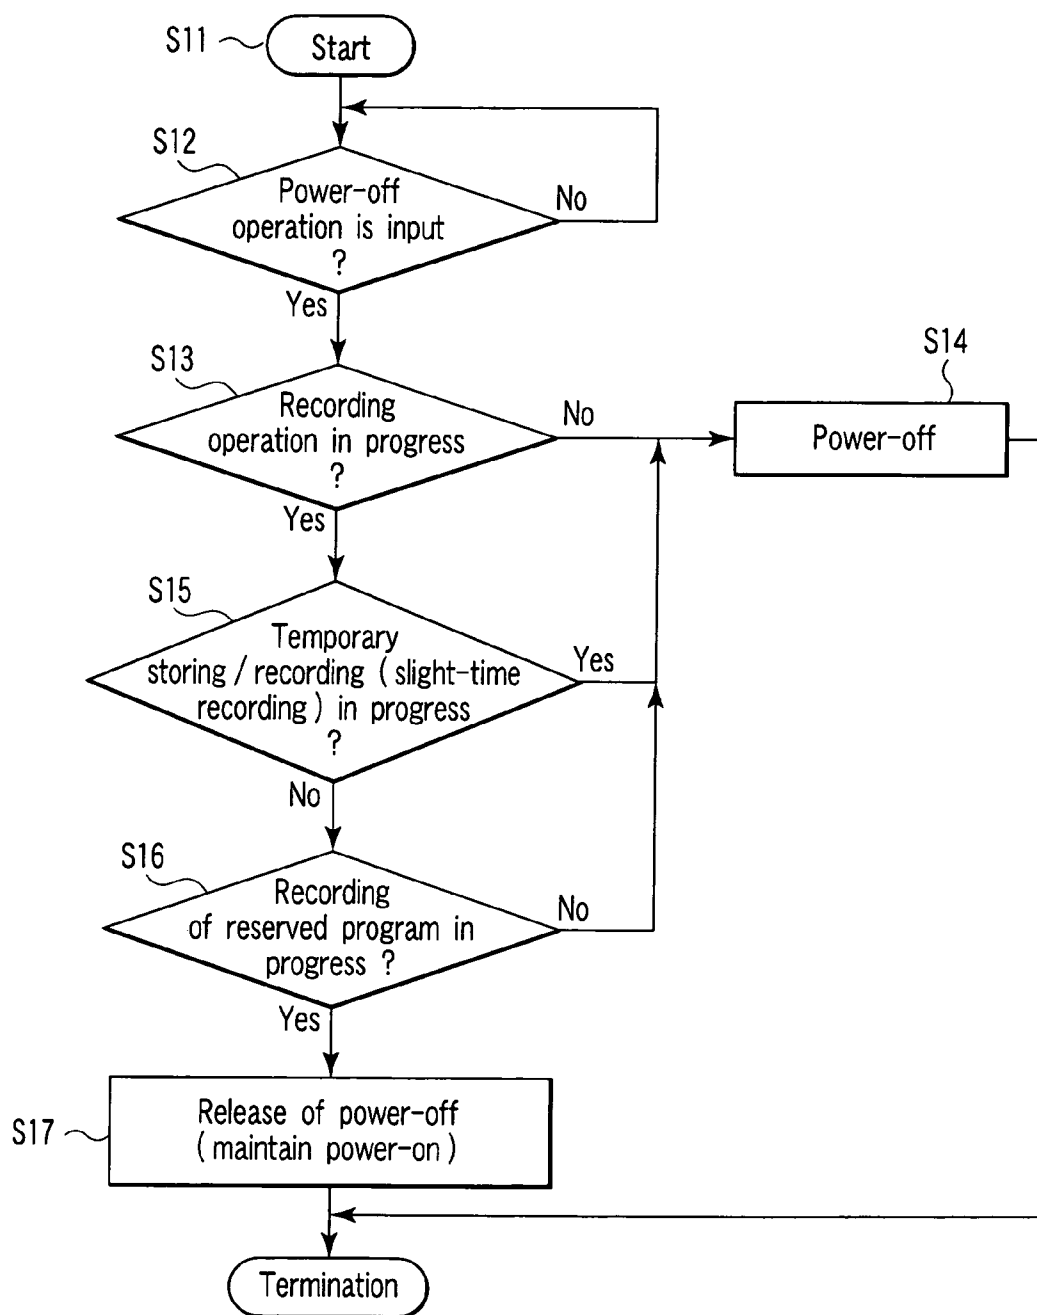 S11
Start
S12
Power-off
operation is input
?
No
Yes
S13
Recording
operation in progress
?
No
Yes
S14
Power-off
S15
Temporary
storing / recording ( slight-time
recording ) in progress
?
Yes
No
S16
Recording
of reserved program in
progress ?
No
Yes
S17
Release of power-off
( maintain power-on )
Termination